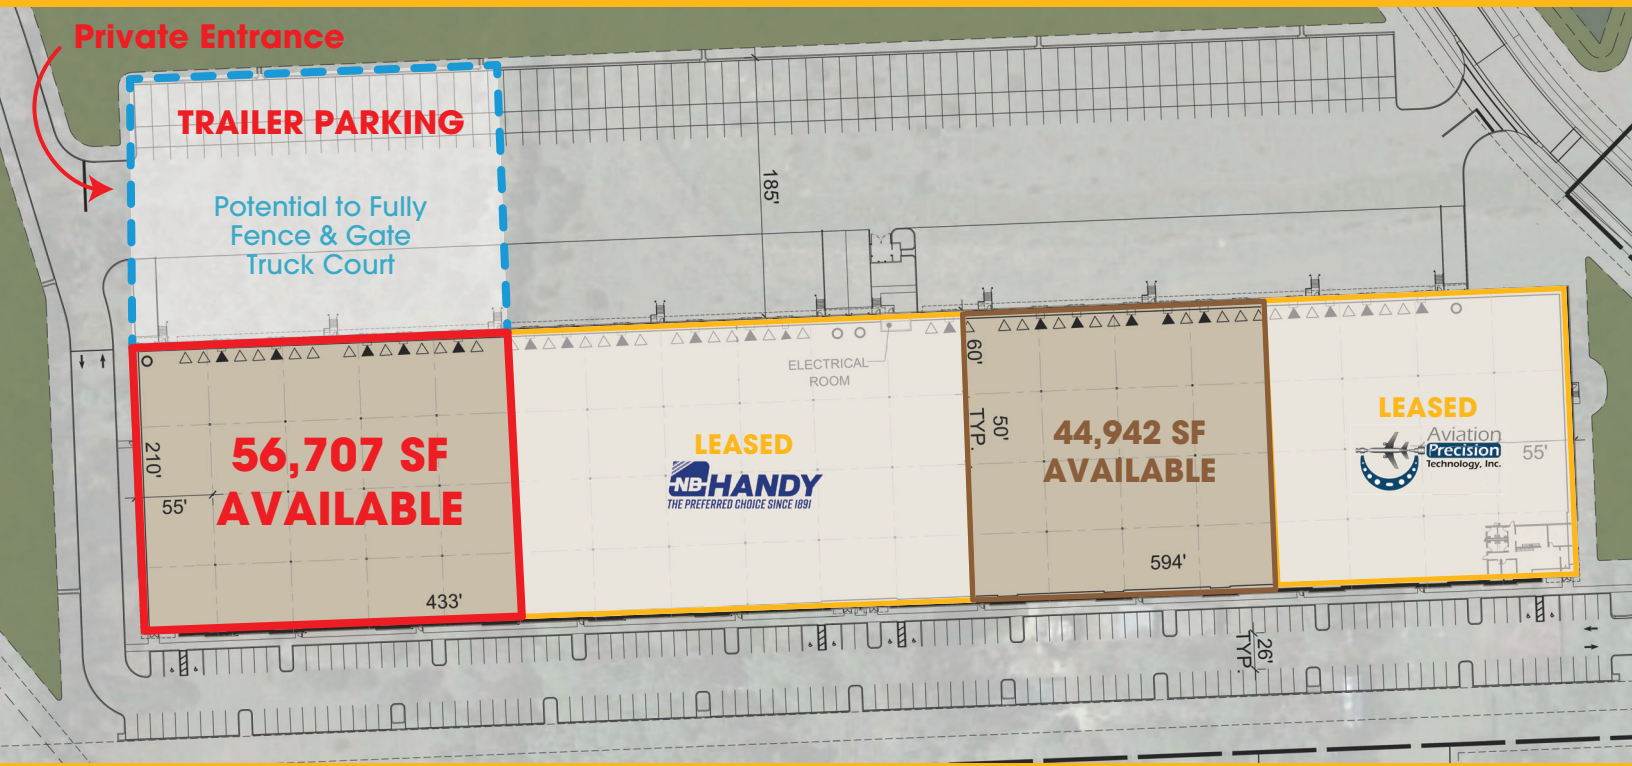 Private Entrance
TRAILER PARKING
Potential to Fully
Fence & Gate
Truck Court
185'
ELECTRICAL
ROOM
210'
55'
56,707 SF
AVAILABLE
433'
LEASED
NB HANDY
THE PREFERRED CHOICE SINCE 1891
60'
50'
TYP.
44,942 SF
AVAILABLE
594'
LEASED
Aviation
Precision
Technology, Inc.
55'
26'
TYP.